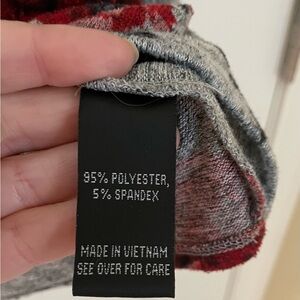 95% POLYESTER,
5% SPANDEX
MADE IN VIETNAM
SEE OVER FOR CARE